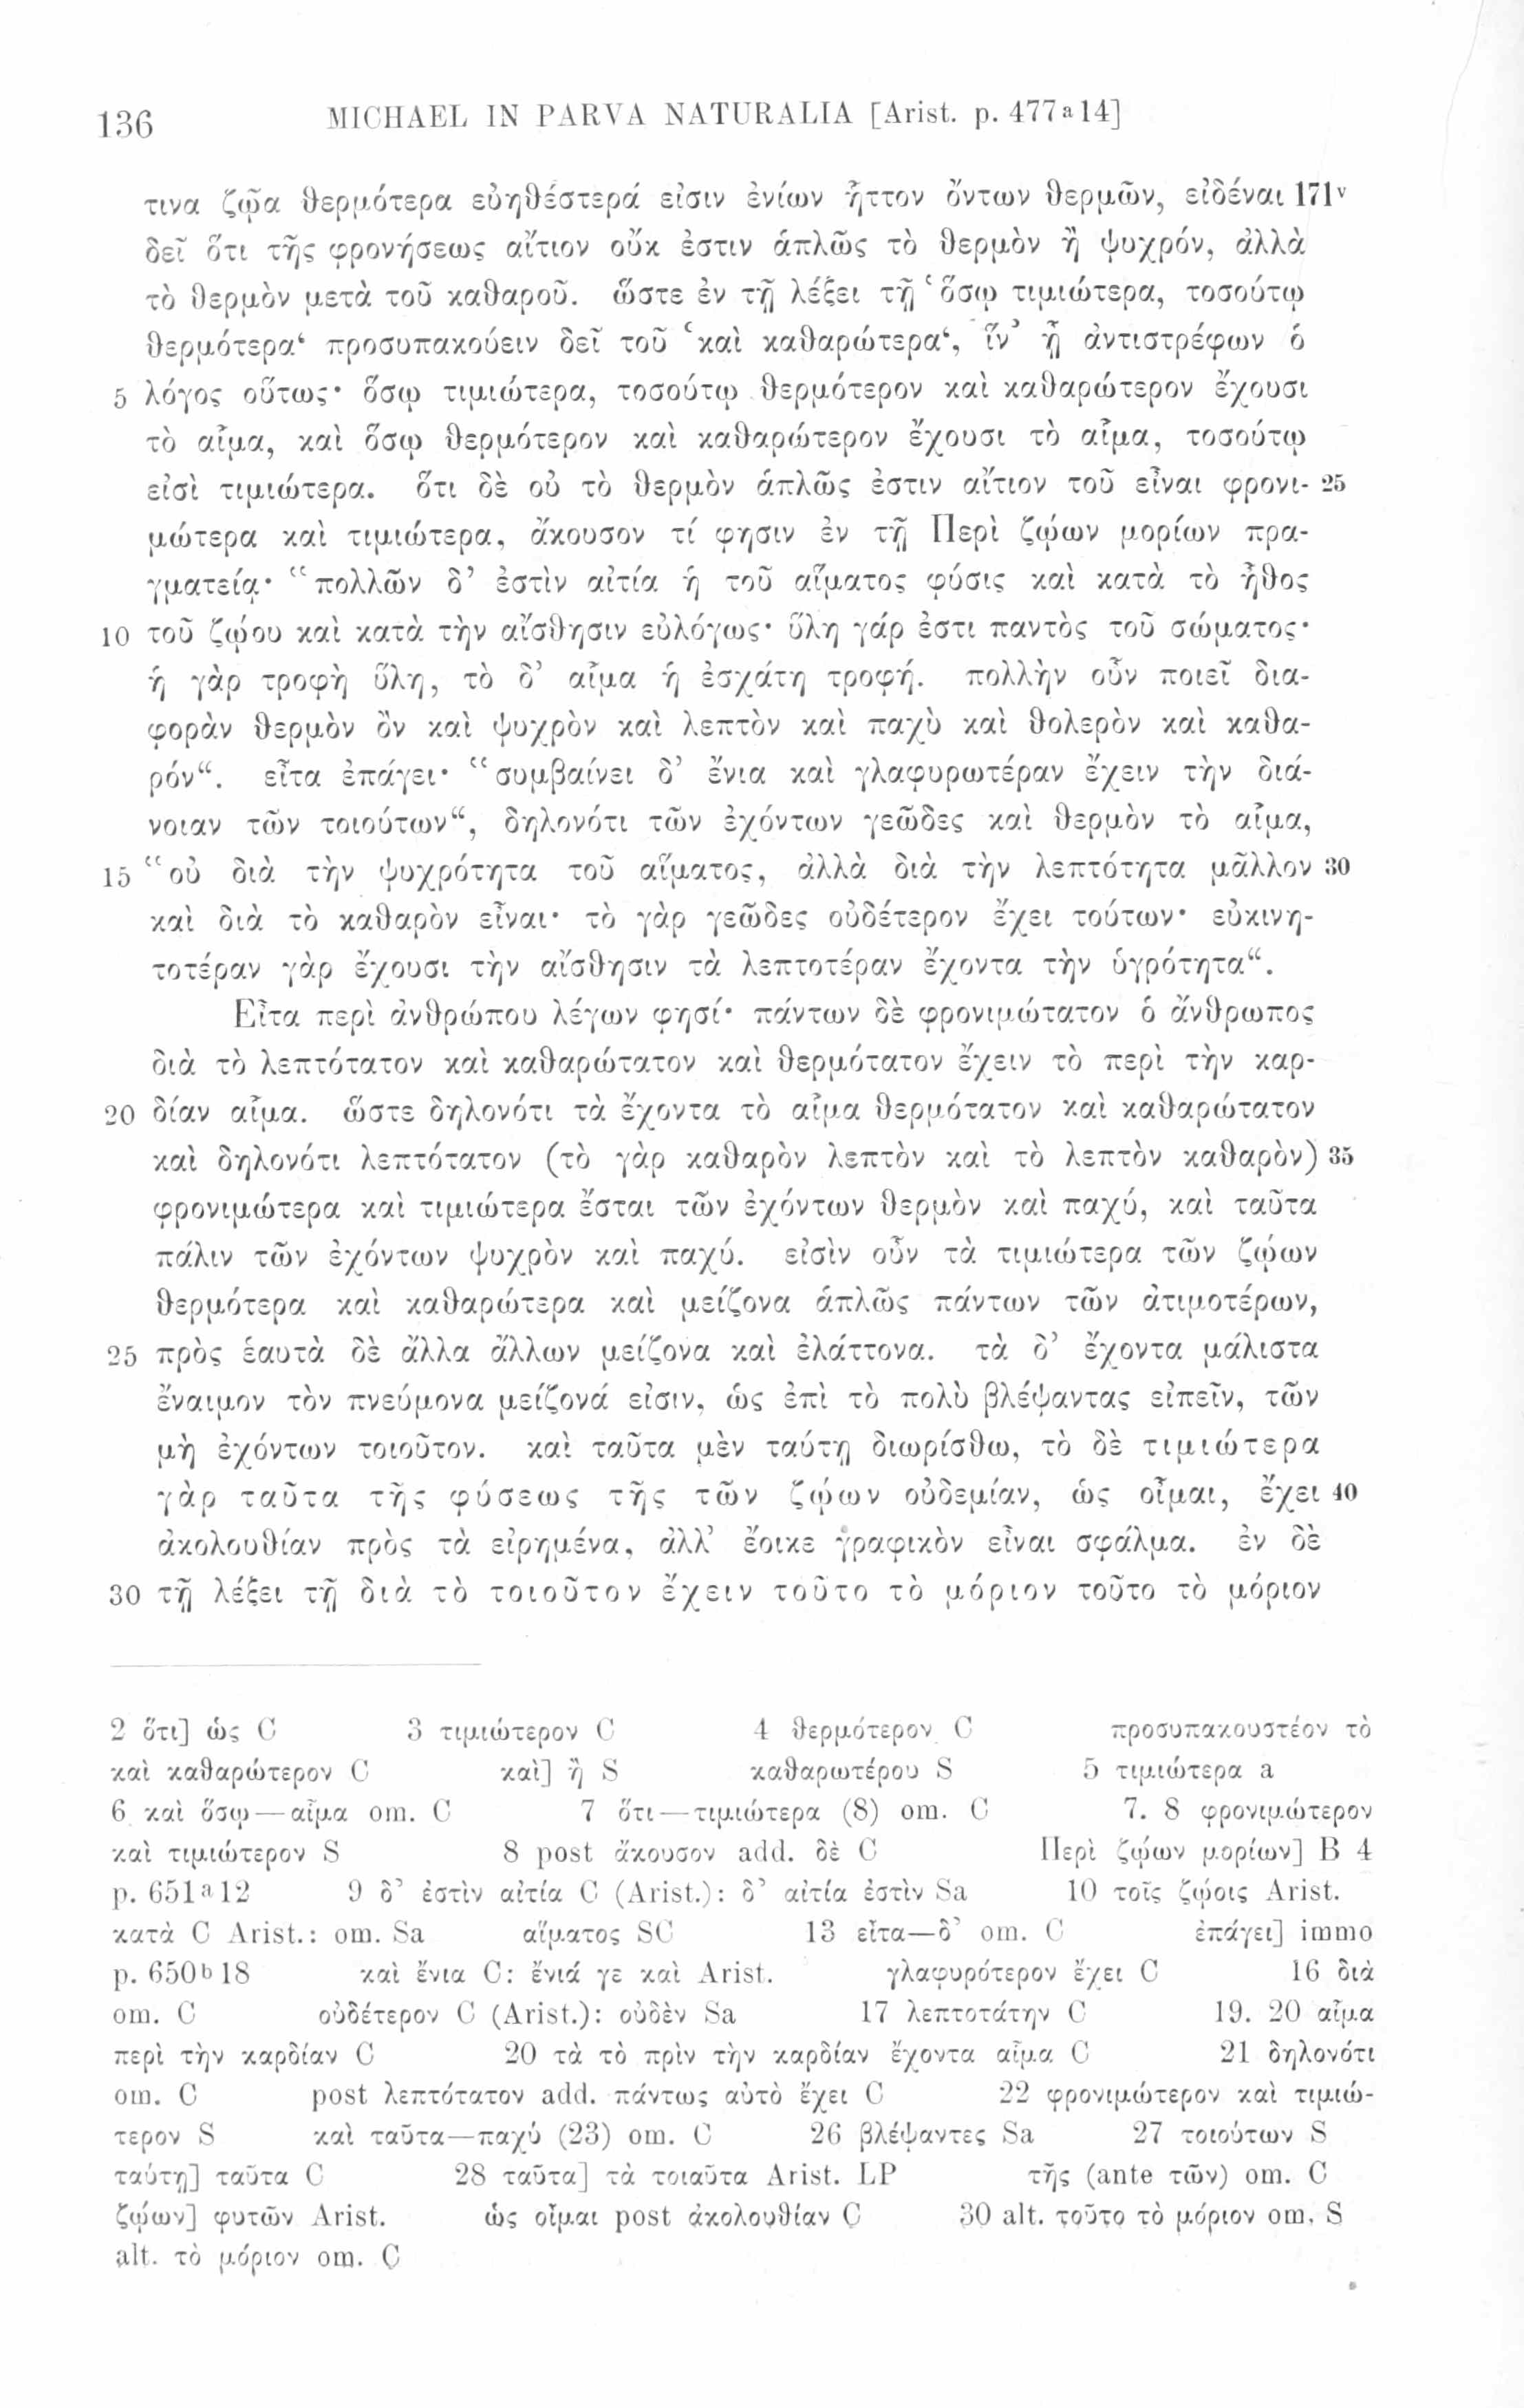 136 MICHAEL IN PARVA NATURALIA [Arist. p. 477a14]
τινα ζῷα θερμότερα εὐηθέστερά εἰσιν ἐνίων ἧττον ὄντων θερμῶν, εἰδέναι 171v
δεῖ ὅτι τῆς φρονήσεως αἴτιον οὔκ ἐστιν ἁπλῶς τὸ θερμὸν ἢ ψυχρόν, ἀλλὰ
τὸ θερμὸν μετὰ τοῦ καθαροῦ. ὥστε ἐν τῇ λέξει τῇ ‘ὅσῳ τιμιώτερα, τοσούτῳ
θερμότερα‘ προσυπακούειν δεῖ τοῦ ‘καὶ καθαρώτερα‘, ἵν’ ᾖ ἀντιστρέφων ὁ
5 λόγος οὕτως· ὅσῳ τιμιώτερα, τοσούτῳ θερμότερον καὶ καθαρώτερον ἔχουσι
τὸ αἷμα, καὶ ὅσῳ θερμότερον καὶ καθαρώτερον ἔχουσι τὸ αἷμα, τοσούτῳ
εἰσὶ τιμιώτερα. ὅτι δὲ οὐ τὸ θερμὸν ἁπλῶς ἐστιν αἴτιον τοῦ εἶναι φρονι- 25
μώτερα καὶ τιμιώτερα, ἄκουσον τί φησιν ἐν τῇ Περὶ ζῴων μορίων πρα-
γματείᾳ· “πολλῶν δ’ ἐστὶν αἰτία ἡ τοῦ αἵματος φύσις καὶ κατὰ τὸ ἦθος
10 τοῦ ζῴου καὶ κατὰ τὴν αἴσθησιν εὐλόγως· ὕλη γάρ ἐστι παντὸς τοῦ σώματος·
ἡ γὰρ τροφὴ ὕλη, τὸ δ’ αἷμα ἡ ἐσχάτη τροφή. πολλὴν οὖν ποιεῖ δια-
φορὰν θερμὸν ὂν καὶ ψυχρὸν καὶ λεπτὸν καὶ παχὺ καὶ θολερὸν καὶ καθα-
ρόν“. εἶτα ἐπάγει· “συμβαίνει δ’ ἔνια καὶ γλαφυρωτέραν ἔχειν τὴν διά-
νοιαν τῶν τοιούτων“, δηλονότι τῶν ἐχόντων γεῶδες καὶ θερμὸν τὸ αἷμα,
15 “οὐ διὰ τὴν ψυχρότητα τοῦ αἵματος, ἀλλὰ διὰ τὴν λεπτότητα μᾶλλον 30
καὶ διὰ τὸ καθαρὸν εἶναι· τὸ γὰρ γεῶδες οὐδέτερον ἔχει τούτων· εὐκινη-
τοτέραν γὰρ ἔχουσι τὴν αἴσθησιν τὰ λεπτοτέραν ἔχοντα τὴν ὑγρότητα“.
Εἶτα περὶ ἀνθρώπου λέγων φησί· πάντων δὲ φρονιμώτατον ὁ ἄνθρωπος
διὰ τὸ λεπτότατον καὶ καθαρώτατον καὶ θερμότατον ἔχειν τὸ περὶ τὴν καρ-
20 δίαν αἷμα. ὥστε δηλονότι τὰ ἔχοντα τὸ αἷμα θερμότατον καὶ καθαρώτατον
καὶ δηλονότι λεπτότατον (τὸ γὰρ καθαρὸν λεπτὸν καὶ τὸ λεπτὸν καθαρὸν) 35
φρονιμώτερα καὶ τιμιώτερα ἔσται τῶν ἐχόντων θερμὸν καὶ παχύ, καὶ ταῦτα
πάλιν τῶν ἐχόντων ψυχρὸν καὶ παχύ. εἰσὶν οὖν τὰ τιμιώτερα τῶν ζῴων
θερμότερα καὶ καθαρώτερα καὶ μείζονα ἁπλῶς πάντων τῶν ἀτιμοτέρων,
25 πρὸς ἑαυτὰ δὲ ἄλλα ἄλλων μείζονα καὶ ἐλάττονα. τὰ δ’ ἔχοντα μάλιστα
ἔναιμον τὸν πνεύμονα μείζονά εἰσιν, ὡς ἐπὶ τὸ πολὺ βλέψαντας εἰπεῖν, τῶν
μὴ ἐχόντων τοιοῦτον. καὶ ταῦτα μὲν ταύτῃ διωρίσθω, τὸ δὲ τιμιώτερα
γὰρ ταῦτα τῆς φύσεως τῆς τῶν ζῴων οὐδεμίαν, ὡς οἶμαι, ἔχει 40
ἀκολουθίαν πρὸς τὰ εἰρημένα, ἀλλ’ ἔοικε γραφικὸν εἶναι σφάλμα. ἐν δὲ
30 τῇ λέξει τῇ διὰ τὸ τοιοῦτον ἔχειν τοῦτο τὸ μόριον τοῦτο τὸ μόριον
2 ὅτι] ὡς C 3 τιμιώτερον C 4 θερμότερον C προσυπακουστέον τὸ
καὶ καθαρώτερον C καὶ] ἢ S καθαρωτέρου S 5 τιμιώτερα a
6 καὶ ὅσῳ—αἷμα om. C 7 ὅτι—τιμιώτερα (8) om. C 7. 8 φρονιμώτερον
καὶ τιμιώτερον S 8 post ἄκουσον add. δὲ C Περὶ ζῴων μορίων] B 4
p. 651a12 9 δ’ ἐστὶν αἰτία C (Arist.): δ’ αἰτία ἐστὶν Sa 10 τοῖς ζῴοις Arist.
κατὰ C Arist.: om. Sa αἵματος SC 13 εἶτα—δ’ om. C ἐπάγει] immo
p. 650b18 καὶ ἔνια C: ἔνιά γε καὶ Arist. γλαφυρότερον ἔχει C 16 διὰ
om. C οὐδέτερον C (Arist.): οὐδὲν Sa 17 λεπτοτάτην C 19. 20 αἷμα
περὶ τὴν καρδίαν C 20 τὰ τὸ πρὶν τὴν καρδίαν ἔχοντα αἷμα C 21 δηλονότι
om. C post λεπτότατον add. πάντως αὐτὸ ἔχει C 22 φρονιμώτερον καὶ τιμιώ-
τερον S καὶ ταῦτα—παχύ (23) om. C 26 βλέψαντες Sa 27 τοιούτων S
ταύτῃ] ταῦτα C 28 ταῦτα] τὰ τοιαῦτα Arist. LP τῆς (ante τῶν) om. C
ζῴων] φυτῶν Arist. ὡς οἶμαι post ἀκολουθίαν C 30 alt. τοῦτο τὸ μόριον om. S
alt. τὸ μόριον om. C